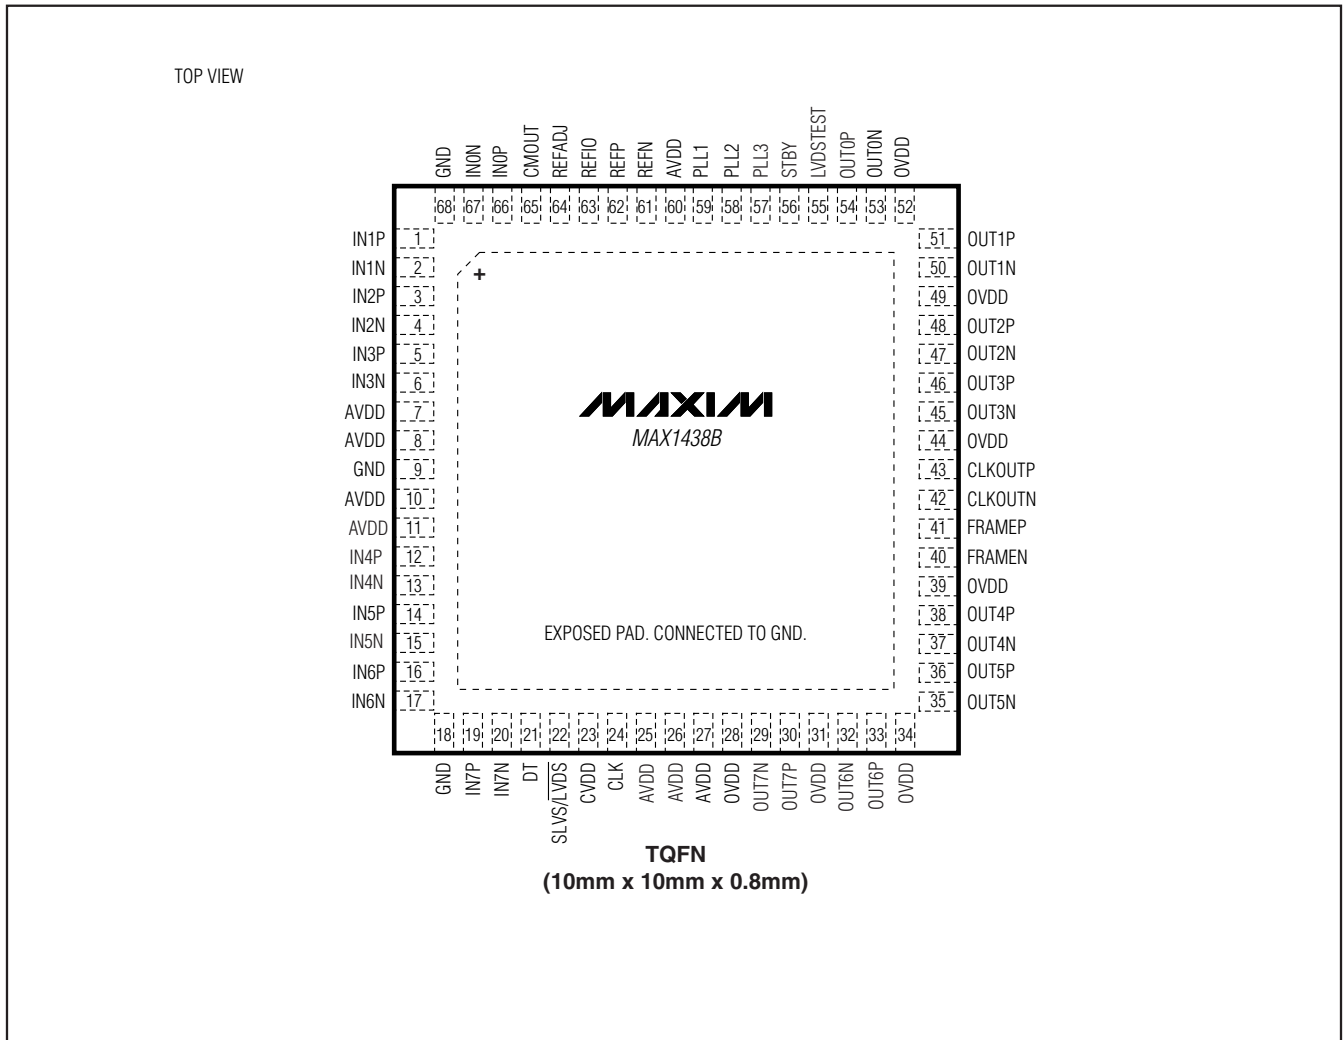 TOP VIEW
GND
IN0N
IN0P
CMOUT
REFADJ
REFIO
REFP
REFN
AVDD
PLL1
PLL2
PLL3
STBY
LVDSTEST
OUT0P
OUT0N
OVDD
68 67 66 65 64 63 62 61 60 59 58 57 56 55 54 53 52
IN1P 1
IN1N 2
IN2P 3
IN2N 4
IN3P 5
IN3N 6
AVDD 7
AVDD 8
GND 9
AVDD 10
AVDD 11
IN4P 12
IN4N 13
IN5P 14
IN5N 15
IN6P 16
IN6N 17
+
MAXIM
MAX1438B
EXPOSED PAD. CONNECTED TO GND.
51 OUT1P
50 OUT1N
49 OVDD
48 OUT2P
47 OUT2N
46 OUT3P
45 OUT3N
44 OVDD
43 CLKOUTP
42 CLKOUTN
41 FRAMEP
40 FRAMEN
39 OVDD
38 OUT4P
37 OUT4N
36 OUT5P
35 OUT5N
18 19 20 21 22 23 24 25 26 27 28 29 30 31 32 33 34
GND
IN7P
IN7N
DT
SLVS/LVDS
CVDD
CLK
AVDD
AVDD
AVDD
OVDD
OUT7N
OUT7P
OVDD
OUT6N
OUT6P
OVDD
TQFN
(10mm x 10mm x 0.8mm)